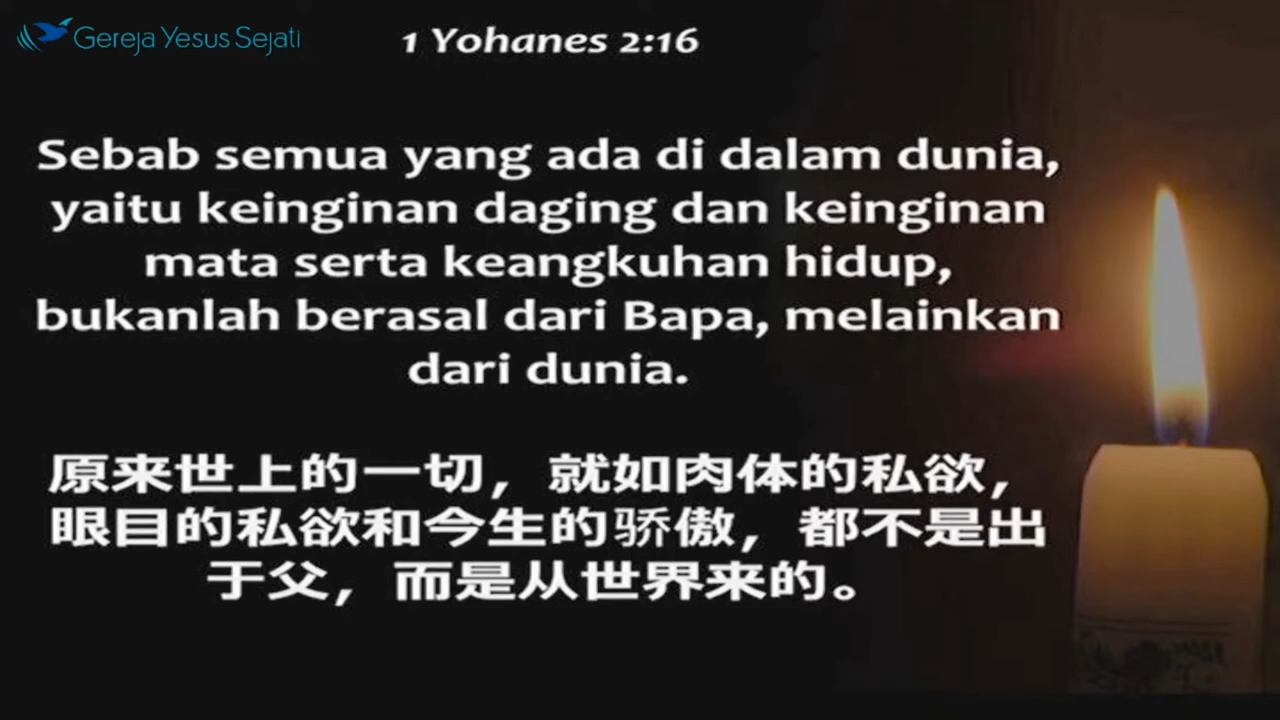 Gereja Yesus Sejati
1 Yohanes 2:16
Sebab semua yang ada di dalam dunia,
yaitu keinginan daging dan keinginan
mata serta keangkuhan hidup,
bukanlah berasal dari Bapa, melainkan
dari dunia.
原来世上的一切，就如肉体的私欲，
眼目的私欲和今生的骄傲，都不是出
于父，而是从世界来的。